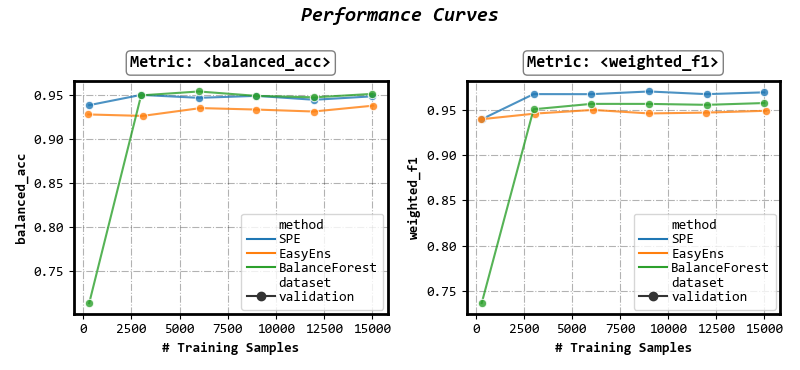 Performance Curves
Metric: <balanced_acc>
0.95
0.90
0.85
0.80
0.75
balanced_acc
method
SPE
EasyEns
BalanceForest
dataset
validation
0
2500
5000
7500
10000
12500
15000
# Training Samples
Metric: <weighted_f1>
0.95
0.90
0.85
0.80
0.75
weighted_f1
method
SPE
EasyEns
BalanceForest
dataset
validation
0
2500
5000
7500
10000
12500
15000
# Training Samples